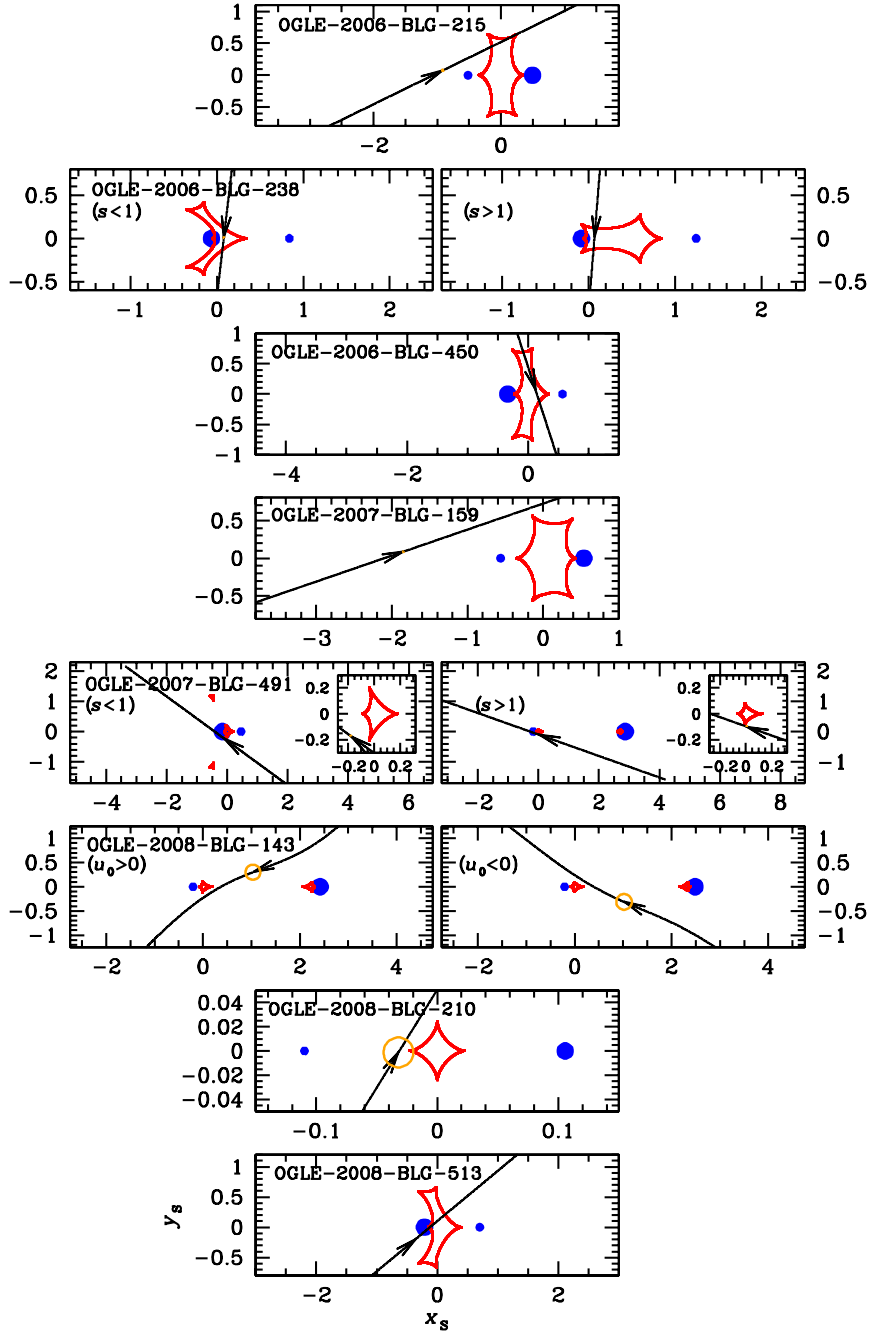 OGLE-2006-BLG-215
1
0.5
0
-0.5
-2 0
OGLE-2006-BLG-238
(s<1)
(s>1)
0.5
0
-0.5
0.5
0
-0.5
-1 0 1 2
-1 0 1 2
OGLE-2006-BLG-450
1
0.5
0
-0.5
-1
-4 -2 0
OGLE-2007-BLG-159
0.5
0
-0.5
-3 -2 -1 0 1
OGLE-2007-BLG-491
(s<1)
(s>1)
2
1
0
-1
0.2
0
-0.2
-0.2 0 0.2
0.2
0
-0.2
-0.2 0 0.2
2
1
0
-1
-4 -2 0 2 4 6
-2 0 2 4 6 8
OGLE-2008-BLG-143
(u₀>0)
(u₀<0)
1
0.5
0
-0.5
-1
1
0.5
0
-0.5
-1
-2 0 2 4
-2 0 2 4
OGLE-2008-BLG-210
0.04
0.02
0
-0.02
-0.04
-0.1 0 0.1
OGLE-2008-BLG-513
1
0.5
0
-0.5
-2 0 2
yₛ
xₛ